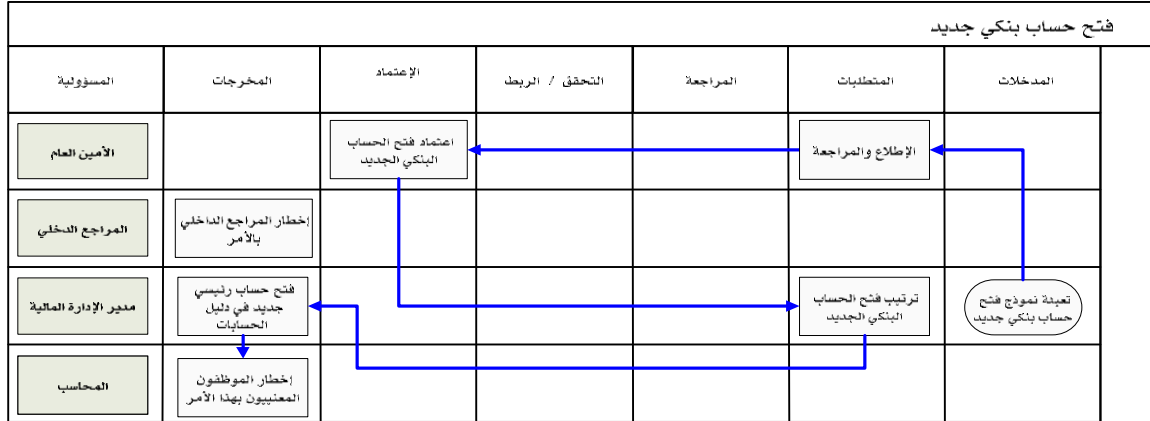 فتح حساب بنكي جديد
المدخلات
المتطلبات
المراجعة
التحقق / الربط
الإعتماد
المخرجات
المسؤولية
الإطلاع والمراجعة
اعتماد فتح الحساب
البنكي الجديد
الأمين العام
إخطار المراجع الداخلي
بالأمر
المراجع الدخلي
تعبئة نموذج فتح
حساب بنكي جديد
ترتيب فتح الحساب
البنكي الجديد
فتح حساب رئيسي
جديد في دليل
الحسابات
مدير الإدارة المالية
إخطار الموظفون
المعنييون بهذا الأمر
المحاسب